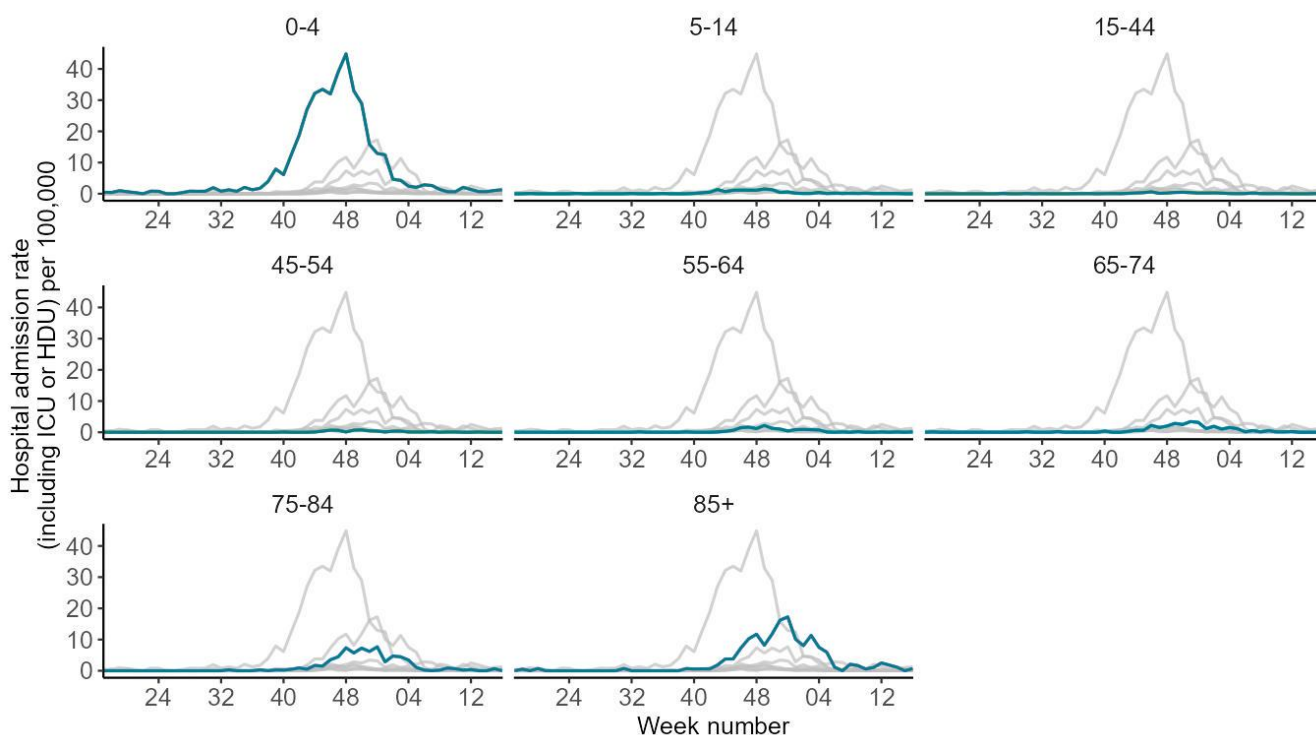 0-4 5-14 15-44
40
30
20
10
0
24 32 40 48 04 12 24 32 40 48 04 12 24 32 40 48 04 12
45-54 55-64 65-74
40
30
20
10
0
24 32 40 48 04 12 24 32 40 48 04 12 24 32 40 48 04 12
75-84 85+
40
30
20
10
0
24 32 40 48 04 12 24 32 40 48 04 12
Hospital admission rate
(including ICU or HDU) per 100,000
Week number